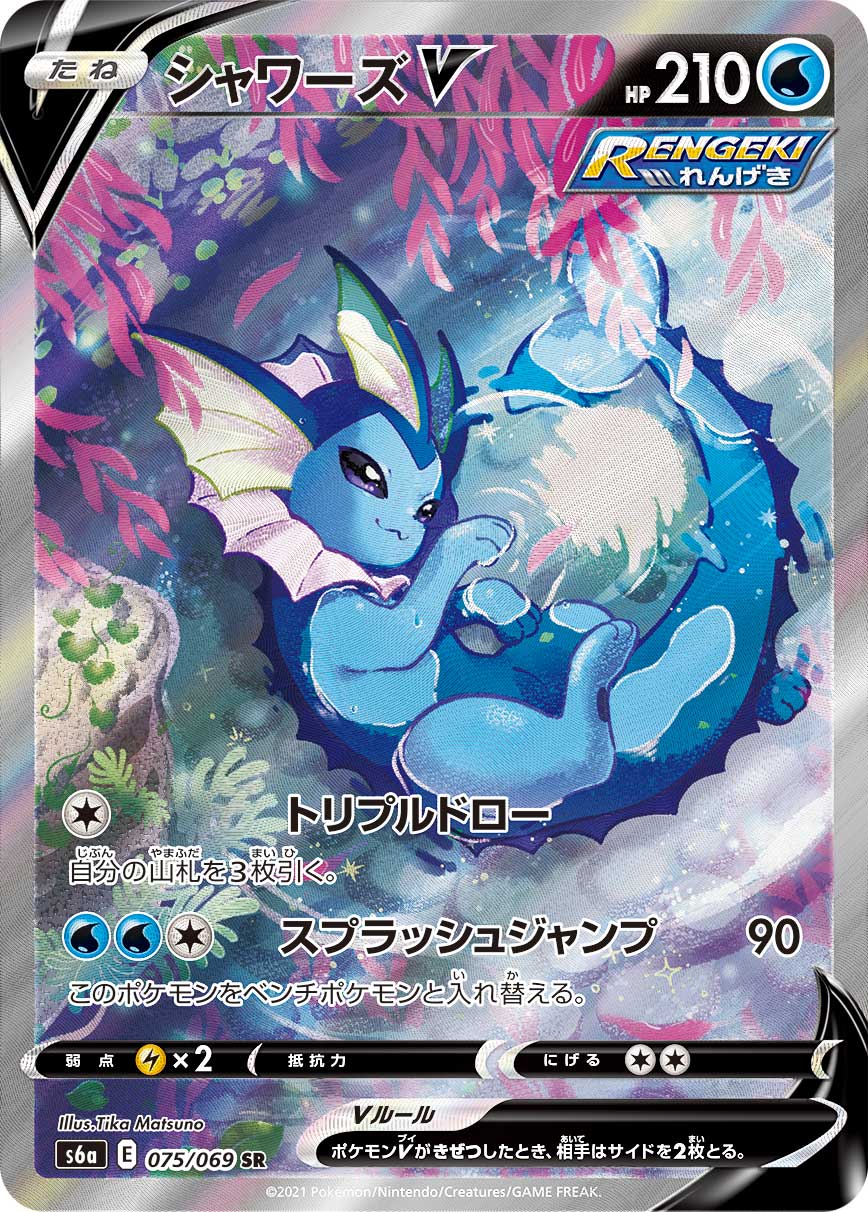 たね シャワーズV HP210
RENGEKI
れんげき
トリプルドロー
自分の山札を3枚引く。
スプラッシュジャンプ 90
このポケモンをベンチポケモンと入れ替える。
弱点 ×2 抵抗力 にげる
Illus.Tika Matsuno
Vルール
ポケモンVがきぜつしたとき、相手はサイドを2枚とる。
s6a E 075/069 SR
©2021 Pokémon/Nintendo/Creatures/GAME FREAK.